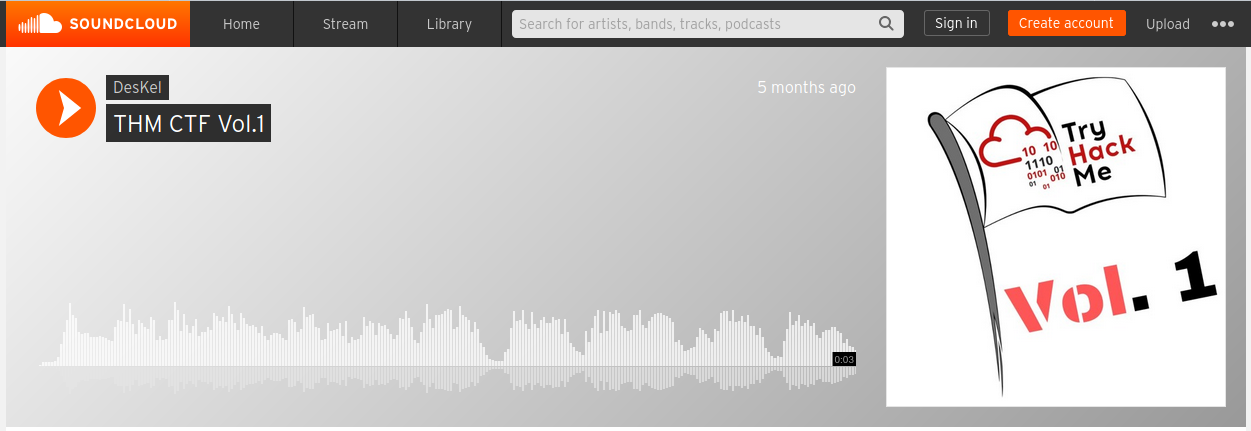 SOUNDCLOUD Home Stream Library Search for artists, bands, tracks, podcasts Sign in Create account Upload
DesKel 5 months ago
THM CTF Vol.1
Try
Hack
Me
10 10
1110 01
0101 010
01 01
Vol. 1
0:03